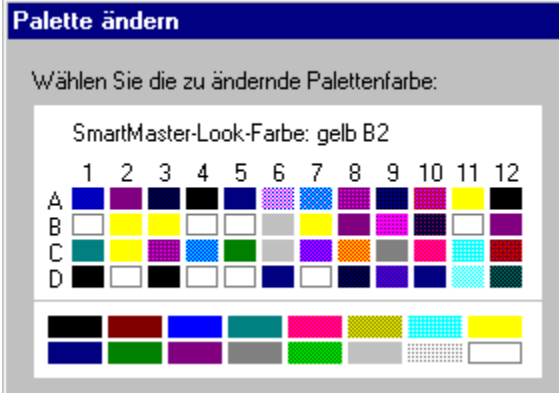 Palette ändern
Wählen Sie die zu ändernde Palettenfarbe:
SmartMaster-Look-Farbe: gelb B2
1 2 3 4 5 6 7 8 9 10 11 12
A
B
C
D